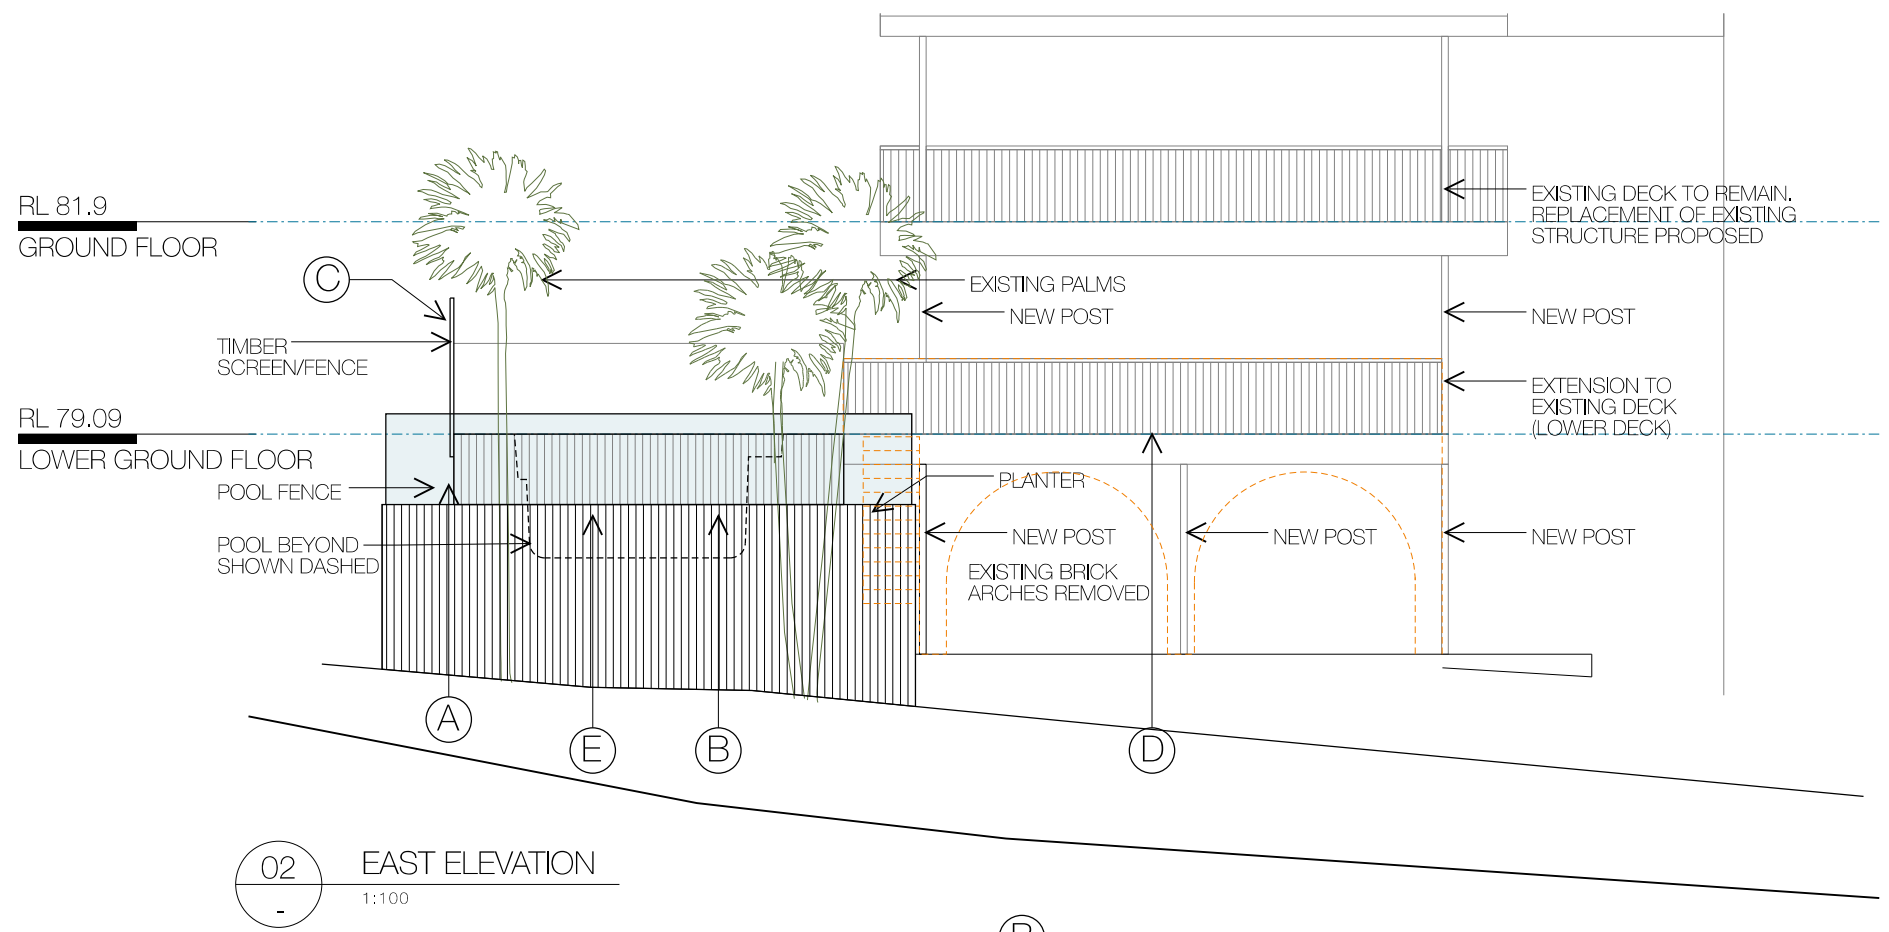 RL 81.9
GROUND FLOOR
EXISTING DECK TO REMAIN.
REPLACEMENT OF EXISTING
STRUCTURE PROPOSED
C
EXISTING PALMS
NEW POST
NEW POST
TIMBER
SCREEN/FENCE
EXTENSION TO
EXISTING DECK
(LOWER DECK)
RL 79.09
LOWER GROUND FLOOR
POOL FENCE
PLANTER
POOL BEYOND
SHOWN DASHED
NEW POST
NEW POST
NEW POST
EXISTING BRICK
ARCHES REMOVED
A
E
B
D
02
-
EAST ELEVATION
1:100